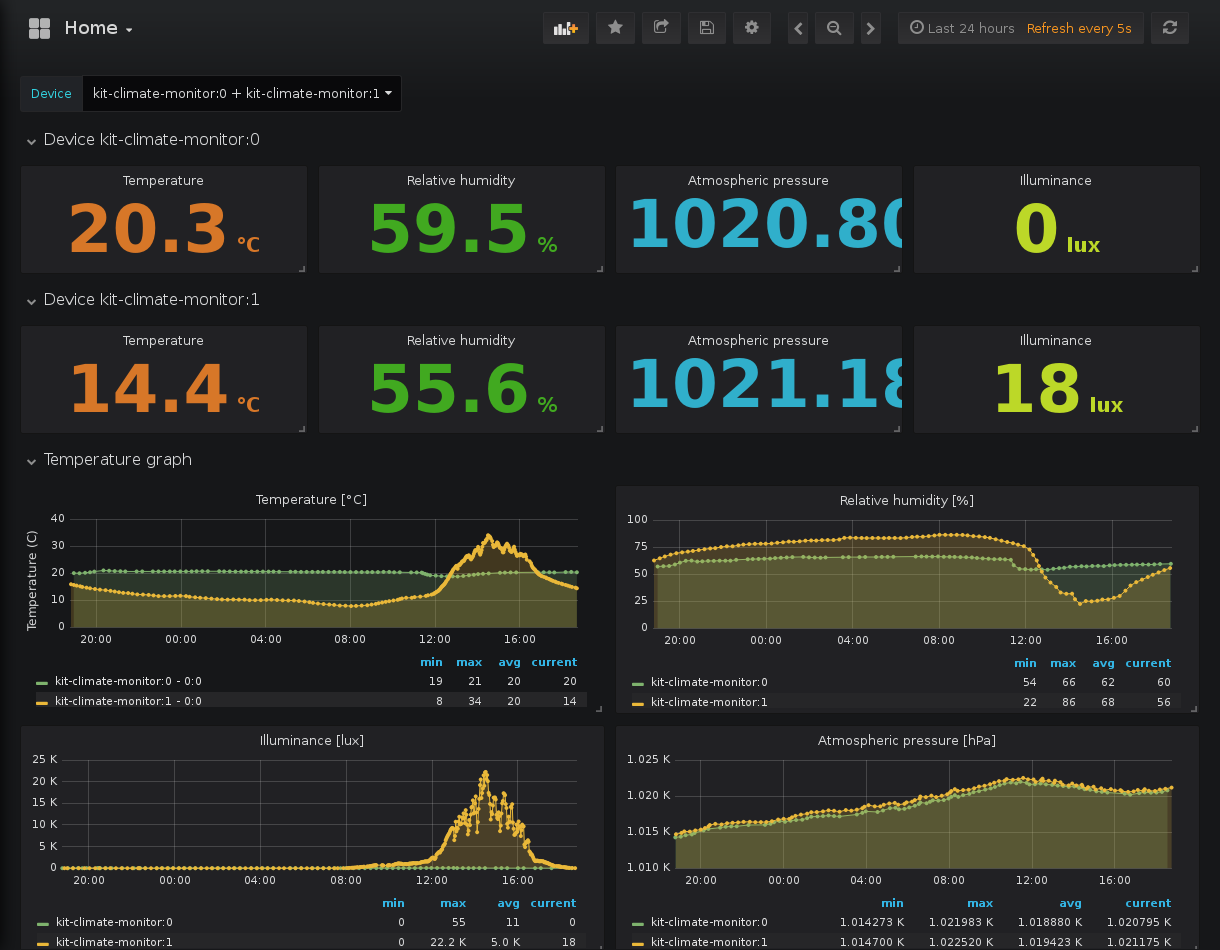 Home
Last 24 hours Refresh every 5s
Device kit-climate-monitor:0 + kit-climate-monitor:1
Device kit-climate-monitor:0
Temperature Relative humidity Atmospheric pressure Illuminance
20.3 °C 59.5 % 1020.80 0 lux
Device kit-climate-monitor:1
Temperature Relative humidity Atmospheric pressure Illuminance
14.4 °C 55.6 % 1021.18 18 lux
Temperature graph
Temperature [°C]
Temperature (C)
40
30
20
10
0
20:00 00:00 04:00 08:00 12:00 16:00
min max avg current
kit-climate-monitor:0 - 0:0 19 21 20 20
kit-climate-monitor:1 - 0:0 8 34 20 14
Relative humidity [%]
100
75
50
25
0
20:00 00:00 04:00 08:00 12:00 16:00
min max avg current
kit-climate-monitor:0 54 66 62 60
kit-climate-monitor:1 22 86 68 56
Illuminance [lux]
25 K
20 K
15 K
10 K
5 K
0
20:00 00:00 04:00 08:00 12:00 16:00
min max avg current
kit-climate-monitor:0 0 55 11 0
kit-climate-monitor:1 0 22.2 K 5.0 K 18
Atmospheric pressure [hPa]
1.025 K
1.020 K
1.015 K
1.010 K
20:00 00:00 04:00 08:00 12:00 16:00
min max avg current
kit-climate-monitor:0 1.014273 K 1.021983 K 1.018880 K 1.020795 K
kit-climate-monitor:1 1.014700 K 1.022520 K 1.019423 K 1.021175 K